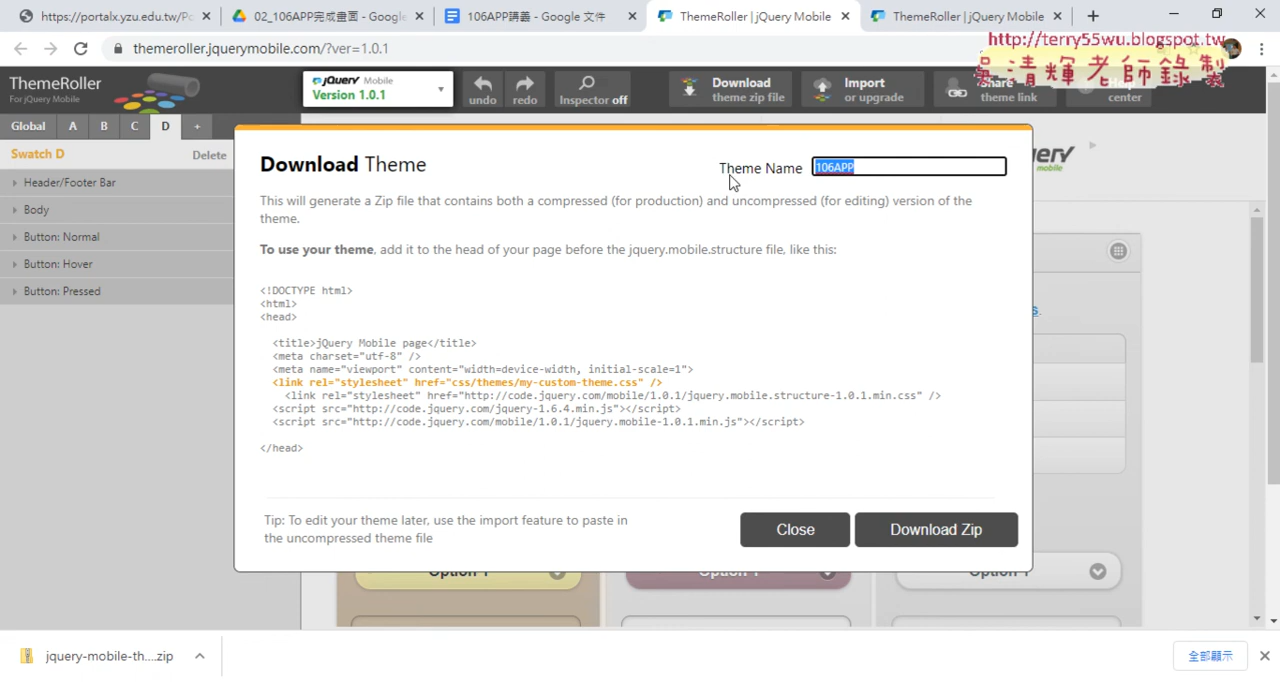 https://portalx.yzu.edu.tw/Po
02_106APP完成畫面 - Google
106APP講義 - Google 文件
ThemeRoller | jQuery Mobile
ThemeRoller | jQuery Mobile
themeroller.jquerymobile.com/?ver=1.0.1
http://terry55wu.blogspot.tw
吳清輝老師錄製
ThemeRoller
For jQuery Mobile
jQuery Mobile
Version 1.0.1
undo
redo
Inspector off
Download
theme zip file
Import
or upgrade
Share
theme link
Help
center
Global
A
B
C
D
+
Swatch D
Delete
Header/Footer Bar
Body
Button: Normal
Button: Hover
Button: Pressed
Download Theme
Theme Name
106APP
This will generate a Zip file that contains both a compressed (for production) and uncompressed (for editing) version of the
theme.
To use your theme, add it to the head of your page before the jquery.mobile.structure file, like this:
<!DOCTYPE html>
<html>
<head>
<title>jQuery Mobile page</title>
<meta charset="utf-8" />
<meta name="viewport" content="width=device-width, initial-scale=1">
<link rel="stylesheet" href="css/themes/my-custom-theme.css" />
<link rel="stylesheet" href="http://code.jquery.com/mobile/1.0.1/jquery.mobile.structure-1.0.1.min.css" />
<script src="http://code.jquery.com/jquery-1.6.4.min.js"></script>
<script src="http://code.jquery.com/mobile/1.0.1/jquery.mobile-1.0.1.min.js"></script>
</head>
Tip: To edit your theme later, use the import feature to paste in
the uncompressed theme file
Close
Download Zip
mobile
Option 1
Option 1
Option 1
jquery-mobile-th....zip
全部顯示